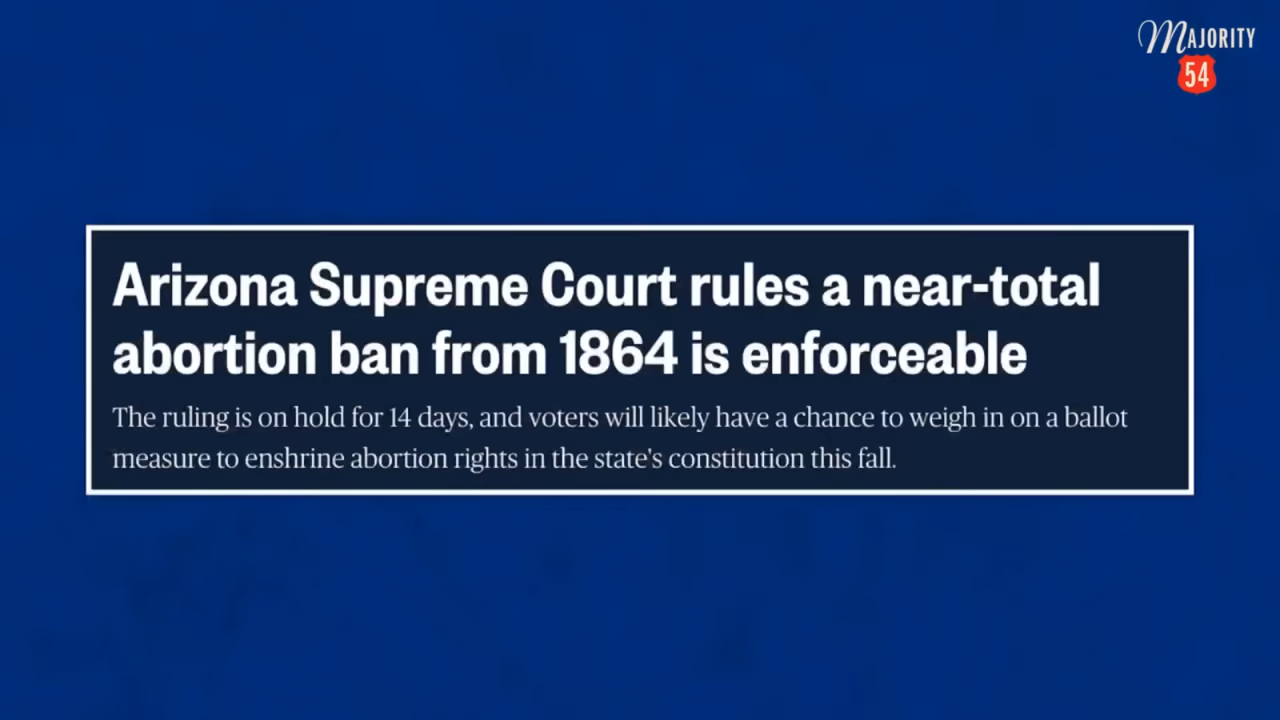 MAJORITY
54
Arizona Supreme Court rules a near-total
abortion ban from 1864 is enforceable
The ruling is on hold for 14 days, and voters will likely have a chance to weigh in on a ballot
measure to enshrine abortion rights in the state's constitution this fall.